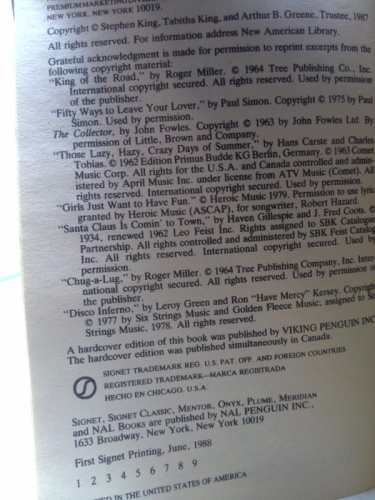 PREMIUM MARKETING DIV
NEW YORK, NEW YORK 10019.
Copyright © Stephen King, Tabitha King, and Arthur B. Greene, Trustee, 1987
All rights reserved. For information address New American Library.
Grateful acknowledgment is made for permission to reprint excerpts from the
following copyright material:
"King of the Road," by Roger Miller. © 1964 Tree Publishing Co., Inc.
International copyright secured. All rights reserved. Used by permission
of the publisher.
"Fifty Ways to Leave Your Lover," by Paul Simon. Copyright © 1975 by Paul
Simon. Used by permission.
The Collector, by John Fowles. Copyright © 1963 by John Fowles Ltd. By
permission of Little, Brown and Company.
"Those Lazy, Hazy, Crazy Days of Summer," by Hans Carste and Charles
Tobias, © 1962 Edition Primus Budde KG Berlin, Germany. © 1963 Comet
Music Corp. All rights for the U.S.A. and Canada controlled and admin-
istered by April Music Inc. under license from ATV Music (Comet). All
rights reserved. International copyright secured. Used by permission.
"Girls Just Want to Have Fun." © Heroic Music 1979. Permission to use lyric
granted by Heroic Music (ASCAP), for songwriter, Robert Hazard.
"Santa Claus Is Comin' to Town," by Haven Gillespie and J. Fred Coots. ©
1934, renewed 1962 Leo Feist Inc. Rights assigned to SBK Catalogue
Partnership. All rights controlled and administered by SBK Feist Catalog
Inc. All rights reserved. International copyright secured. Used by
permission.
"Chug-a-Lug," by Roger Miller. © 1964 Tree Publishing Company, Inc. Inter-
national copyright secured. All rights reserved. Used by permission of
the publisher.
"Disco Inferno," by Leroy Green and Ron "Have Mercy" Kersey. Copyright
© 1977 by Six Strings Music and Golden Fleece Music; assigned to Six
Strings Music, 1978. All rights reserved.
A hardcover edition of this book was published by VIKING PENGUIN INC.
The hardcover edition was published simultaneously in Canada.
SIGNET TRADEMARK REG. U.S. PAT. OFF. AND FOREIGN COUNTRIES
REGISTERED TRADEMARK—MARCA REGISTRADA
HECHO EN CHICAGO, U.S.A.
SIGNET, SIGNET CLASSIC, MENTOR, ONYX, PLUME, MERIDIAN
and NAL BOOKS are published by NAL PENGUIN INC.,
1633 Broadway, New York, New York 10019
First Signet Printing, June, 1988
1 2 3 4 5 6 7 8 9
IN THE UNITED STATES OF AMERICA